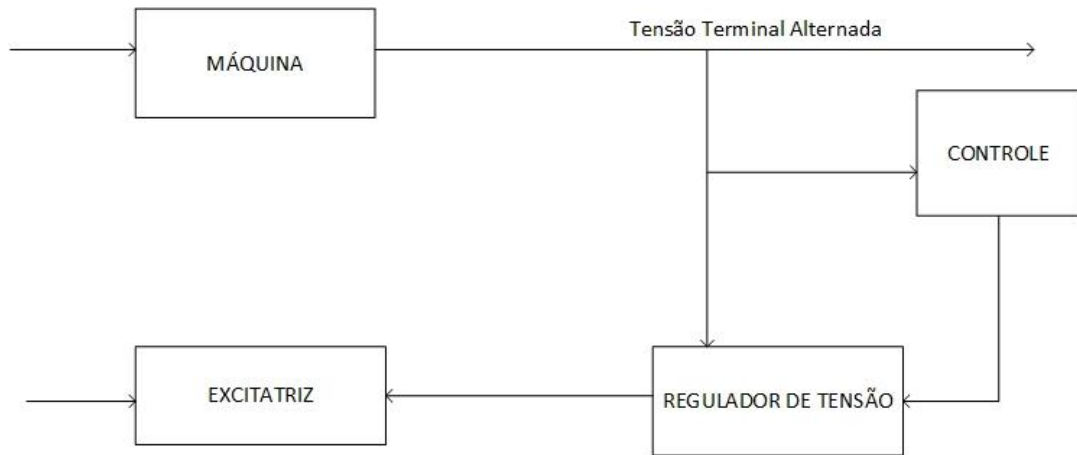 Tensão Terminal Alternada
MÁQUINA
CONTROLE
EXCITATRIZ
REGULADOR DE TENSÃO